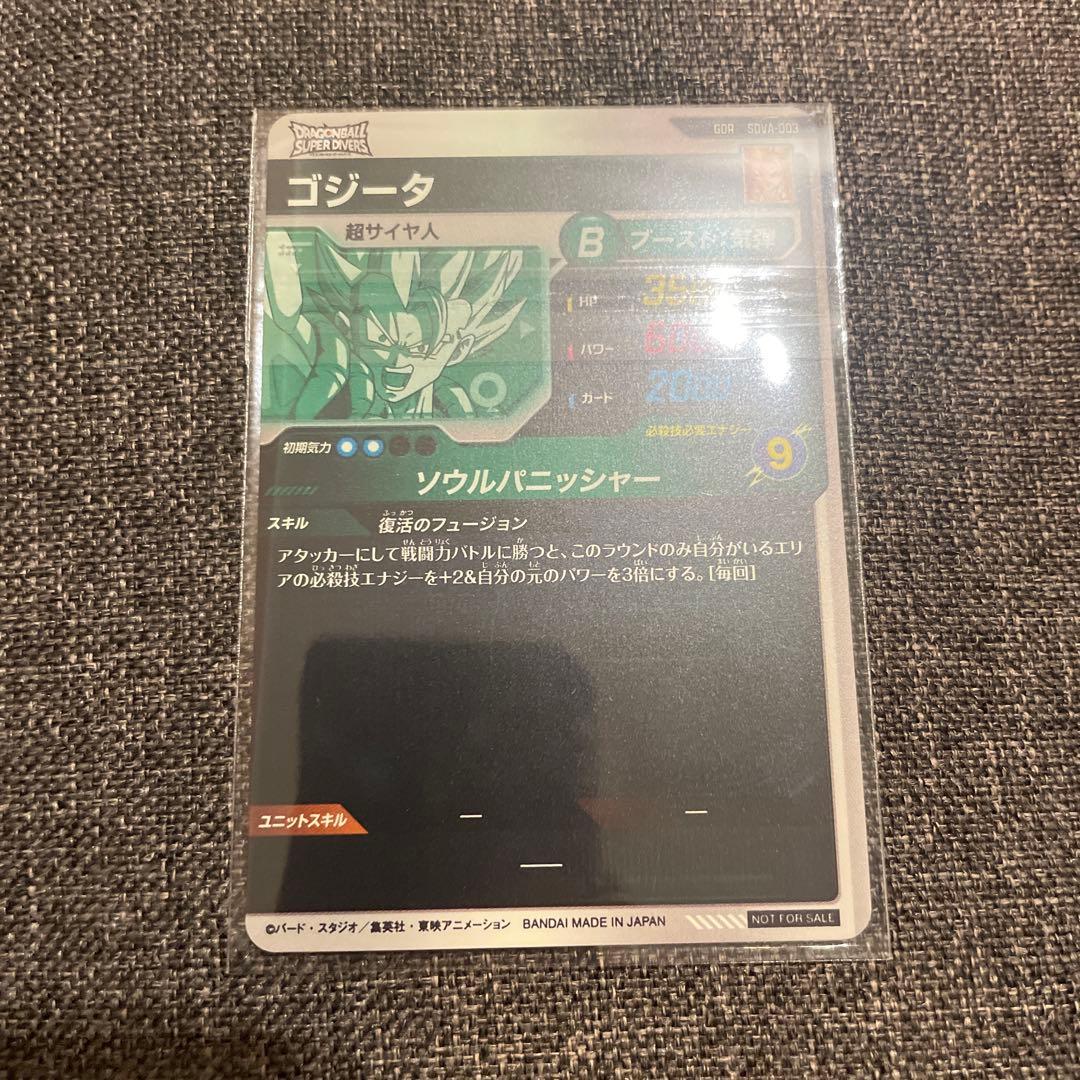 DRAGONBALL
SUPER DIVERS
GDR SDVA-003
ゴジータ
超サイヤ人
B ブースト:気弾
HP
パワー
ガード 2000
初期気力
必殺技必要エナジー
9
ソウルパニッシャー
スキル 復活のフュージョン
アタッカーにして戦闘力バトルに勝つと、このラウンドのみ自分がいるエリ
アの必殺技エナジーを+2&自分の元のパワーを3倍にする。[毎回]
ユニットスキル — —
—
©バード・スタジオ/集英社・東映アニメーション BANDAI MADE IN JAPAN
NOT FOR SALE